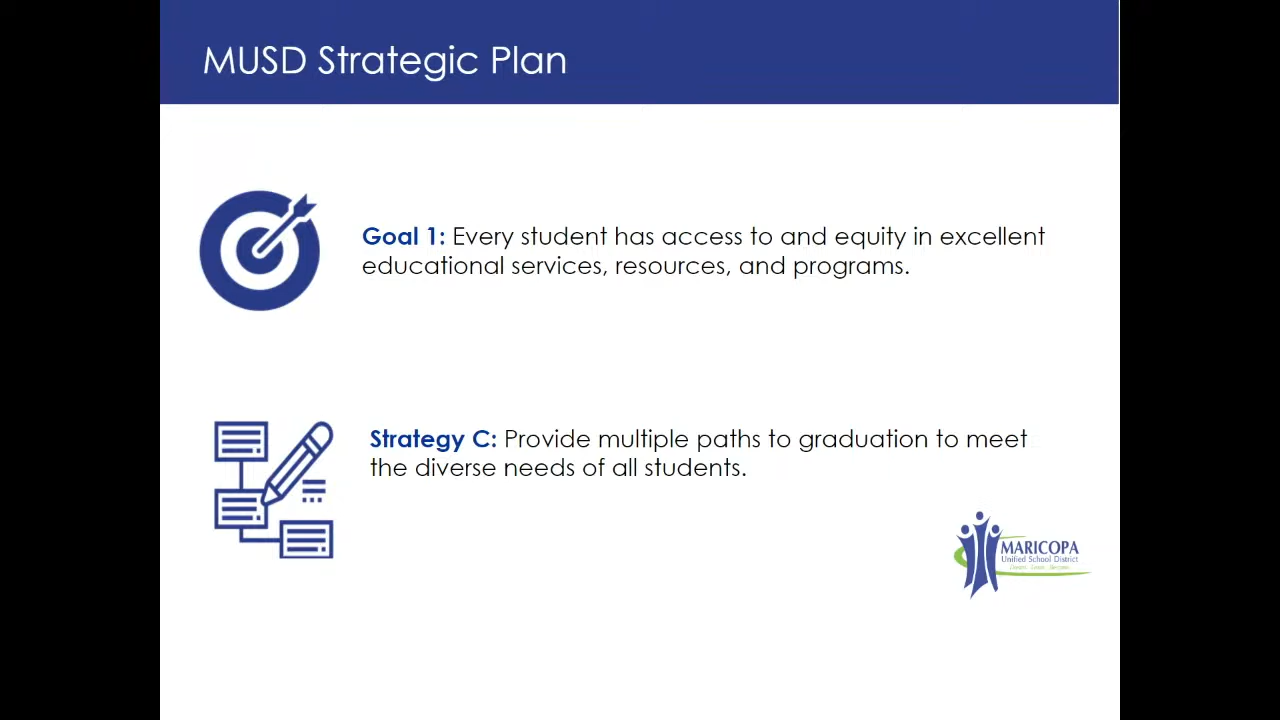 MUSD Strategic Plan
Goal 1: Every student has access to and equity in excellent
educational services, resources, and programs.
Strategy C: Provide multiple paths to graduation to meet
the diverse needs of all students.
MARICOPA
Unified School District